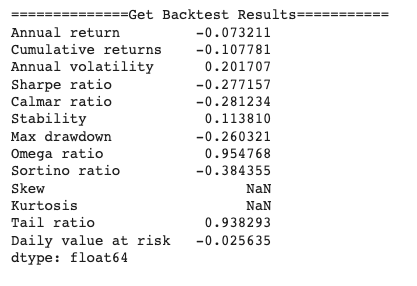 ==============Get Backtest Results===========
Annual return -0.073211
Cumulative returns -0.107781
Annual volatility 0.201707
Sharpe ratio -0.277157
Calmar ratio -0.281234
Stability 0.113810
Max drawdown -0.260321
Omega ratio 0.954768
Sortino ratio -0.384355
Skew NaN
Kurtosis NaN
Tail ratio 0.938293
Daily value at risk -0.025635
dtype: float64